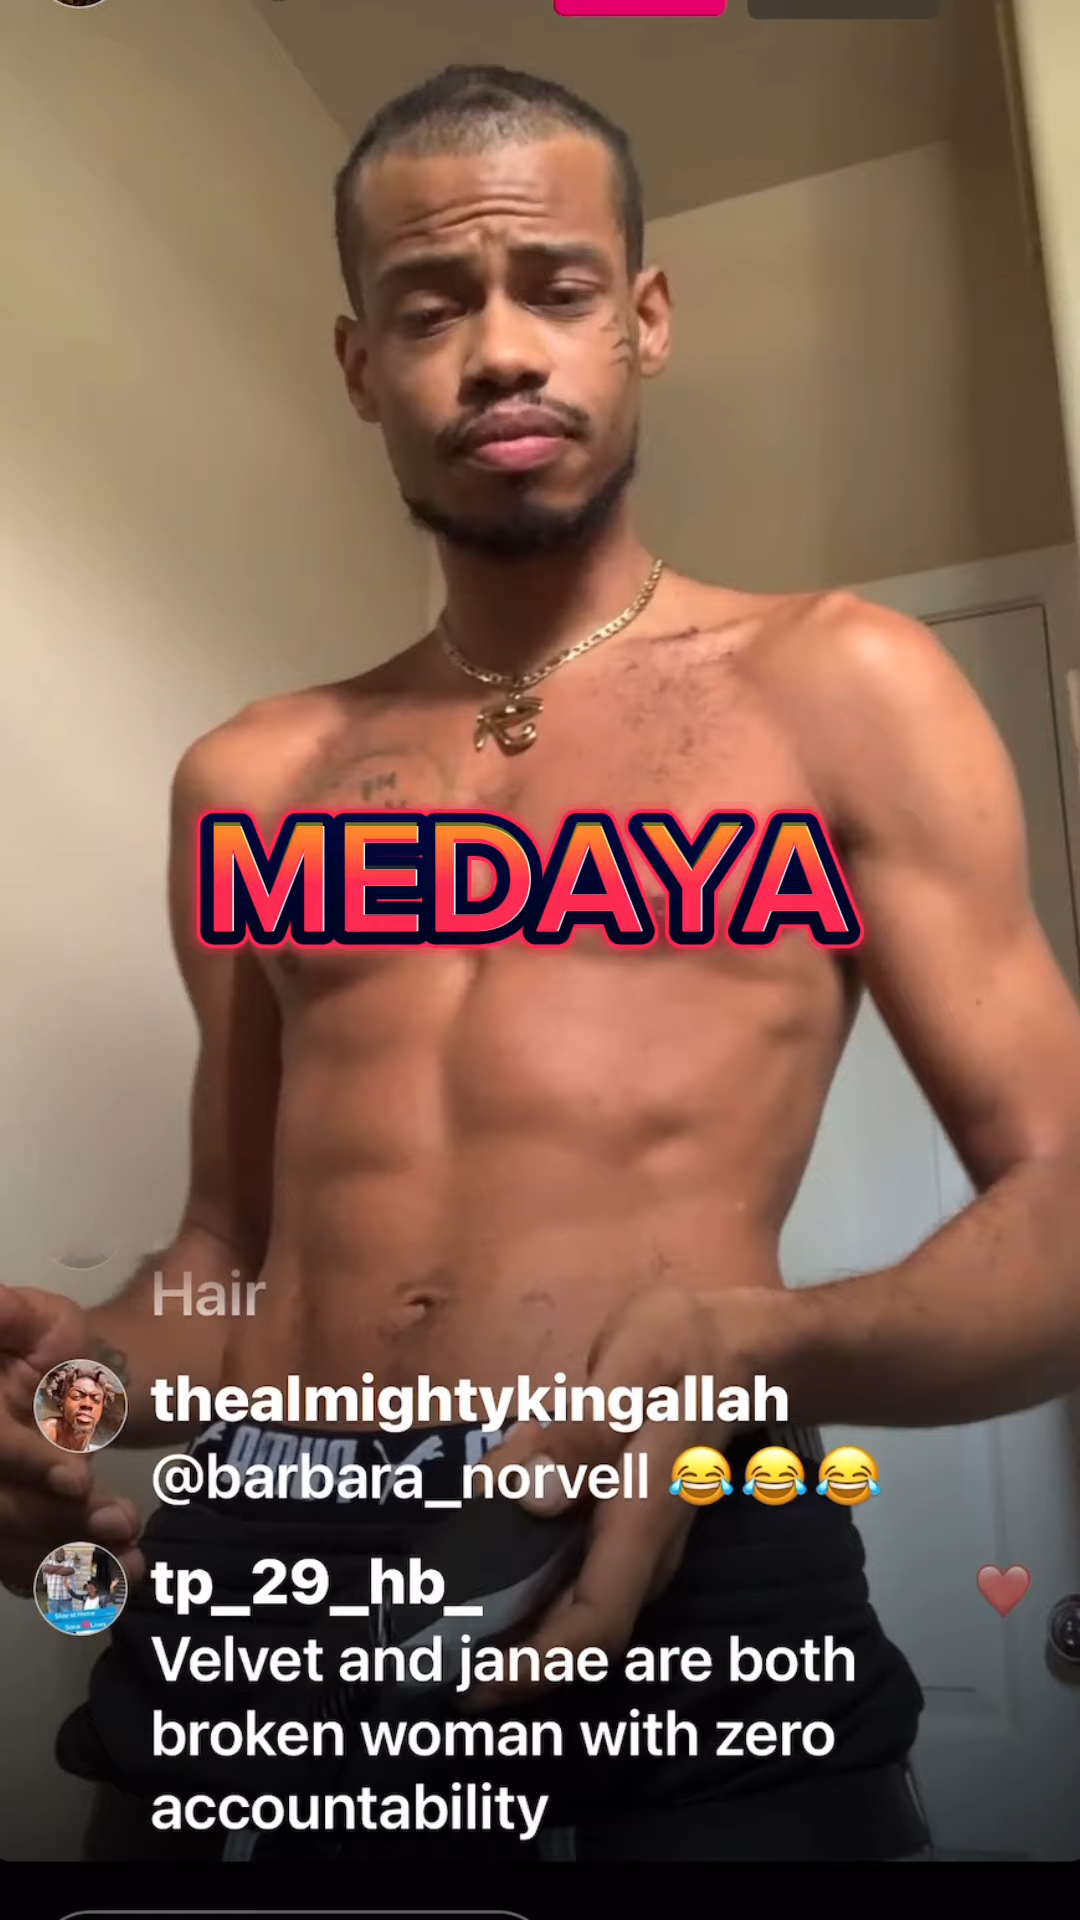 MEDAYA
Hair
thealmightykingallah
@barbara_norvell 😂😂😂
tp_29_hb_
Velvet and janae are both
broken woman with zero
accountability